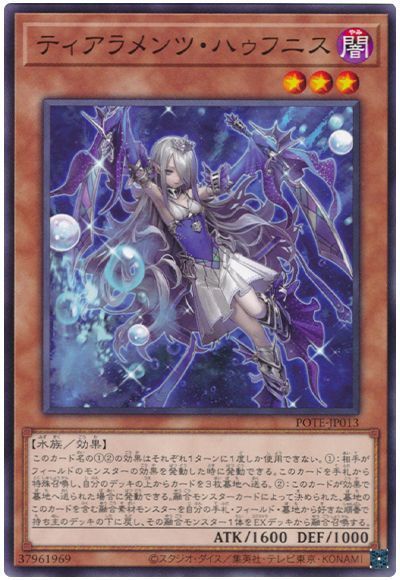 ティアラメンツ・ハゥフニス
闇
やみ
POTE-JP013
【水族/効果】
このカード名の①②の効果はそれぞれ1ターンに1度しか使用できない。①:相手が
フィールドのモンスターの効果を発動した時に発動できる。このカードを手札から
特殊召喚し、自分のデッキの上からカードを3枚墓地へ送る。②:このカードが効果で
墓地へ送られた場合に発動できる。融合モンスターカードによって決められた、墓地の
このカードを含む融合素材モンスターを自分の手札・フィールド・墓地から好きな順番で
持ち主のデッキの下に戻し、その融合モンスター1体をEXデッキから融合召喚する。
ATK/1600 DEF/1000
37961969
©スタジオ・ダイス/集英社・テレビ東京・KONAMI